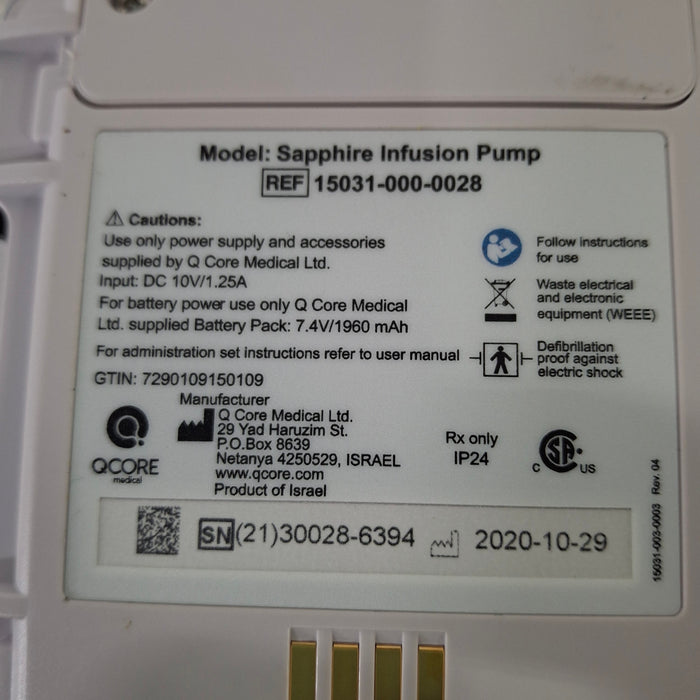 Model: Sapphire Infusion Pump
REF 15031-000-0028
Cautions:
Use only power supply and accessories
supplied by Q Core Medical Ltd.
Input: DC 10V/1.25A
For battery power use only Q Core Medical
Ltd. supplied Battery Pack: 7.4V/1960 mAh
For administration set instructions refer to user manual
GTIN: 7290109150109
Follow instructions
for use
Waste electrical
and electronic
equipment (WEEE)
Defibrillation
proof against
electric shock
QCORE
medical
Manufacturer
Q Core Medical Ltd.
29 Yad Haruzim St.
P.O.Box 8639
Netanya 4250529, ISRAEL
www.qcore.com
Product of Israel
Rx only
IP24
C SA US
SN (21)30028-6394 2020-10-29
15031-003-0003 Rev. 04